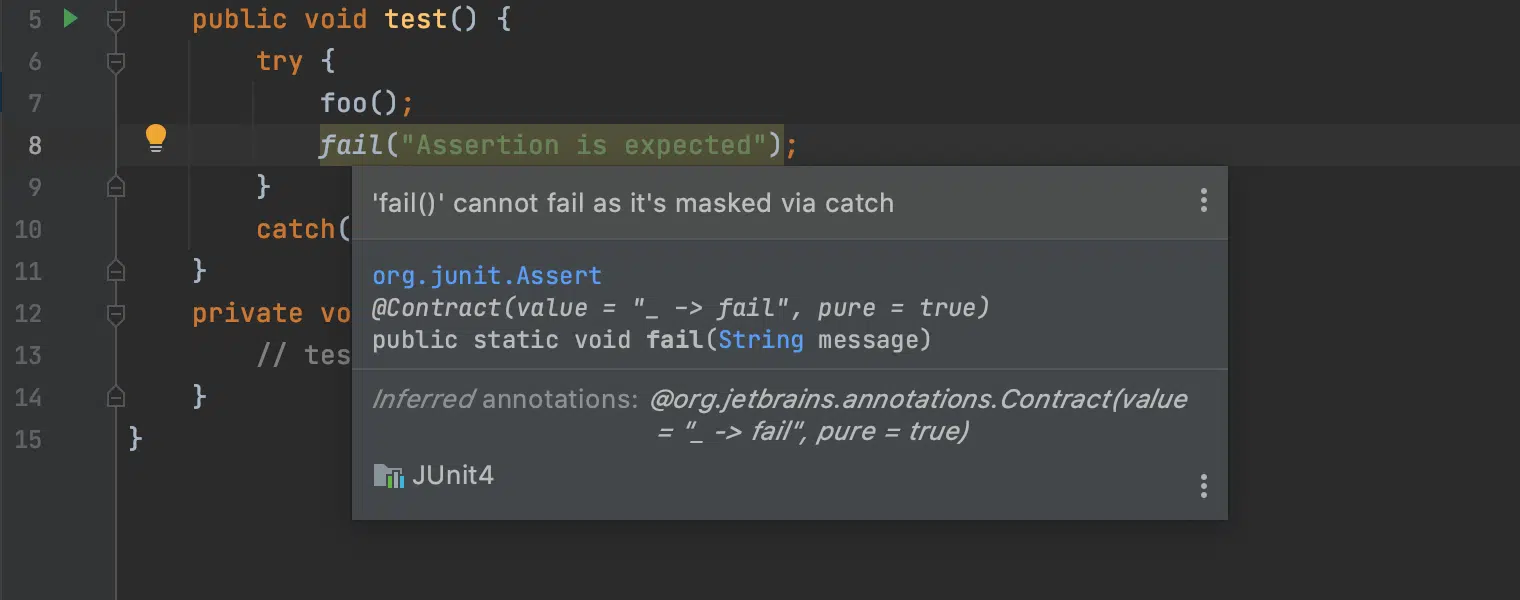 5 public void test() {
6 try {
7 foo();
8 fail("Assertion is expected");
9 }
10 catch(
11 }
12 private vo
13 // tes
14 }
15 }
'fail()' cannot fail as it's masked via catch
org.junit.Assert
@Contract(value = "_ -> fail", pure = true)
public static void fail(String message)
Inferred annotations: @org.jetbrains.annotations.Contract(value
= "_ -> fail", pure = true)
JUnit4